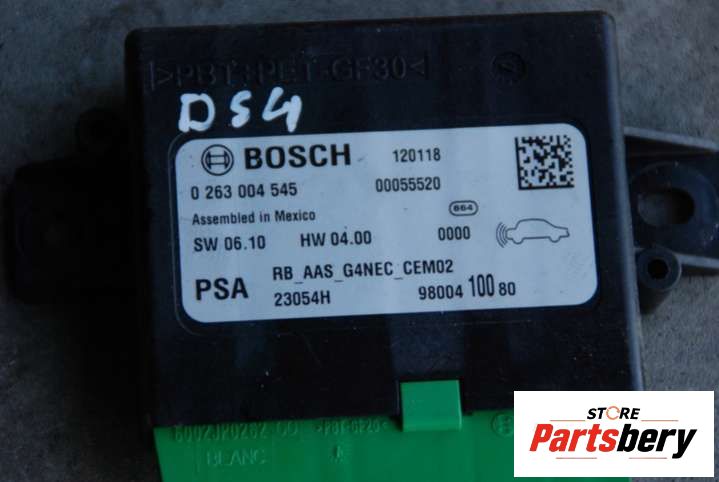 >PBT+PET-GF30<
DS4
BOSCH 120118
0 263 004 545 00055520
Assembled in Mexico 864
SW 06.10 HW 04.00 0000
PSA RB_AAS_G4NEC_CEM02
23054H 98004 100 80
BLANC
STORE
Partsbery